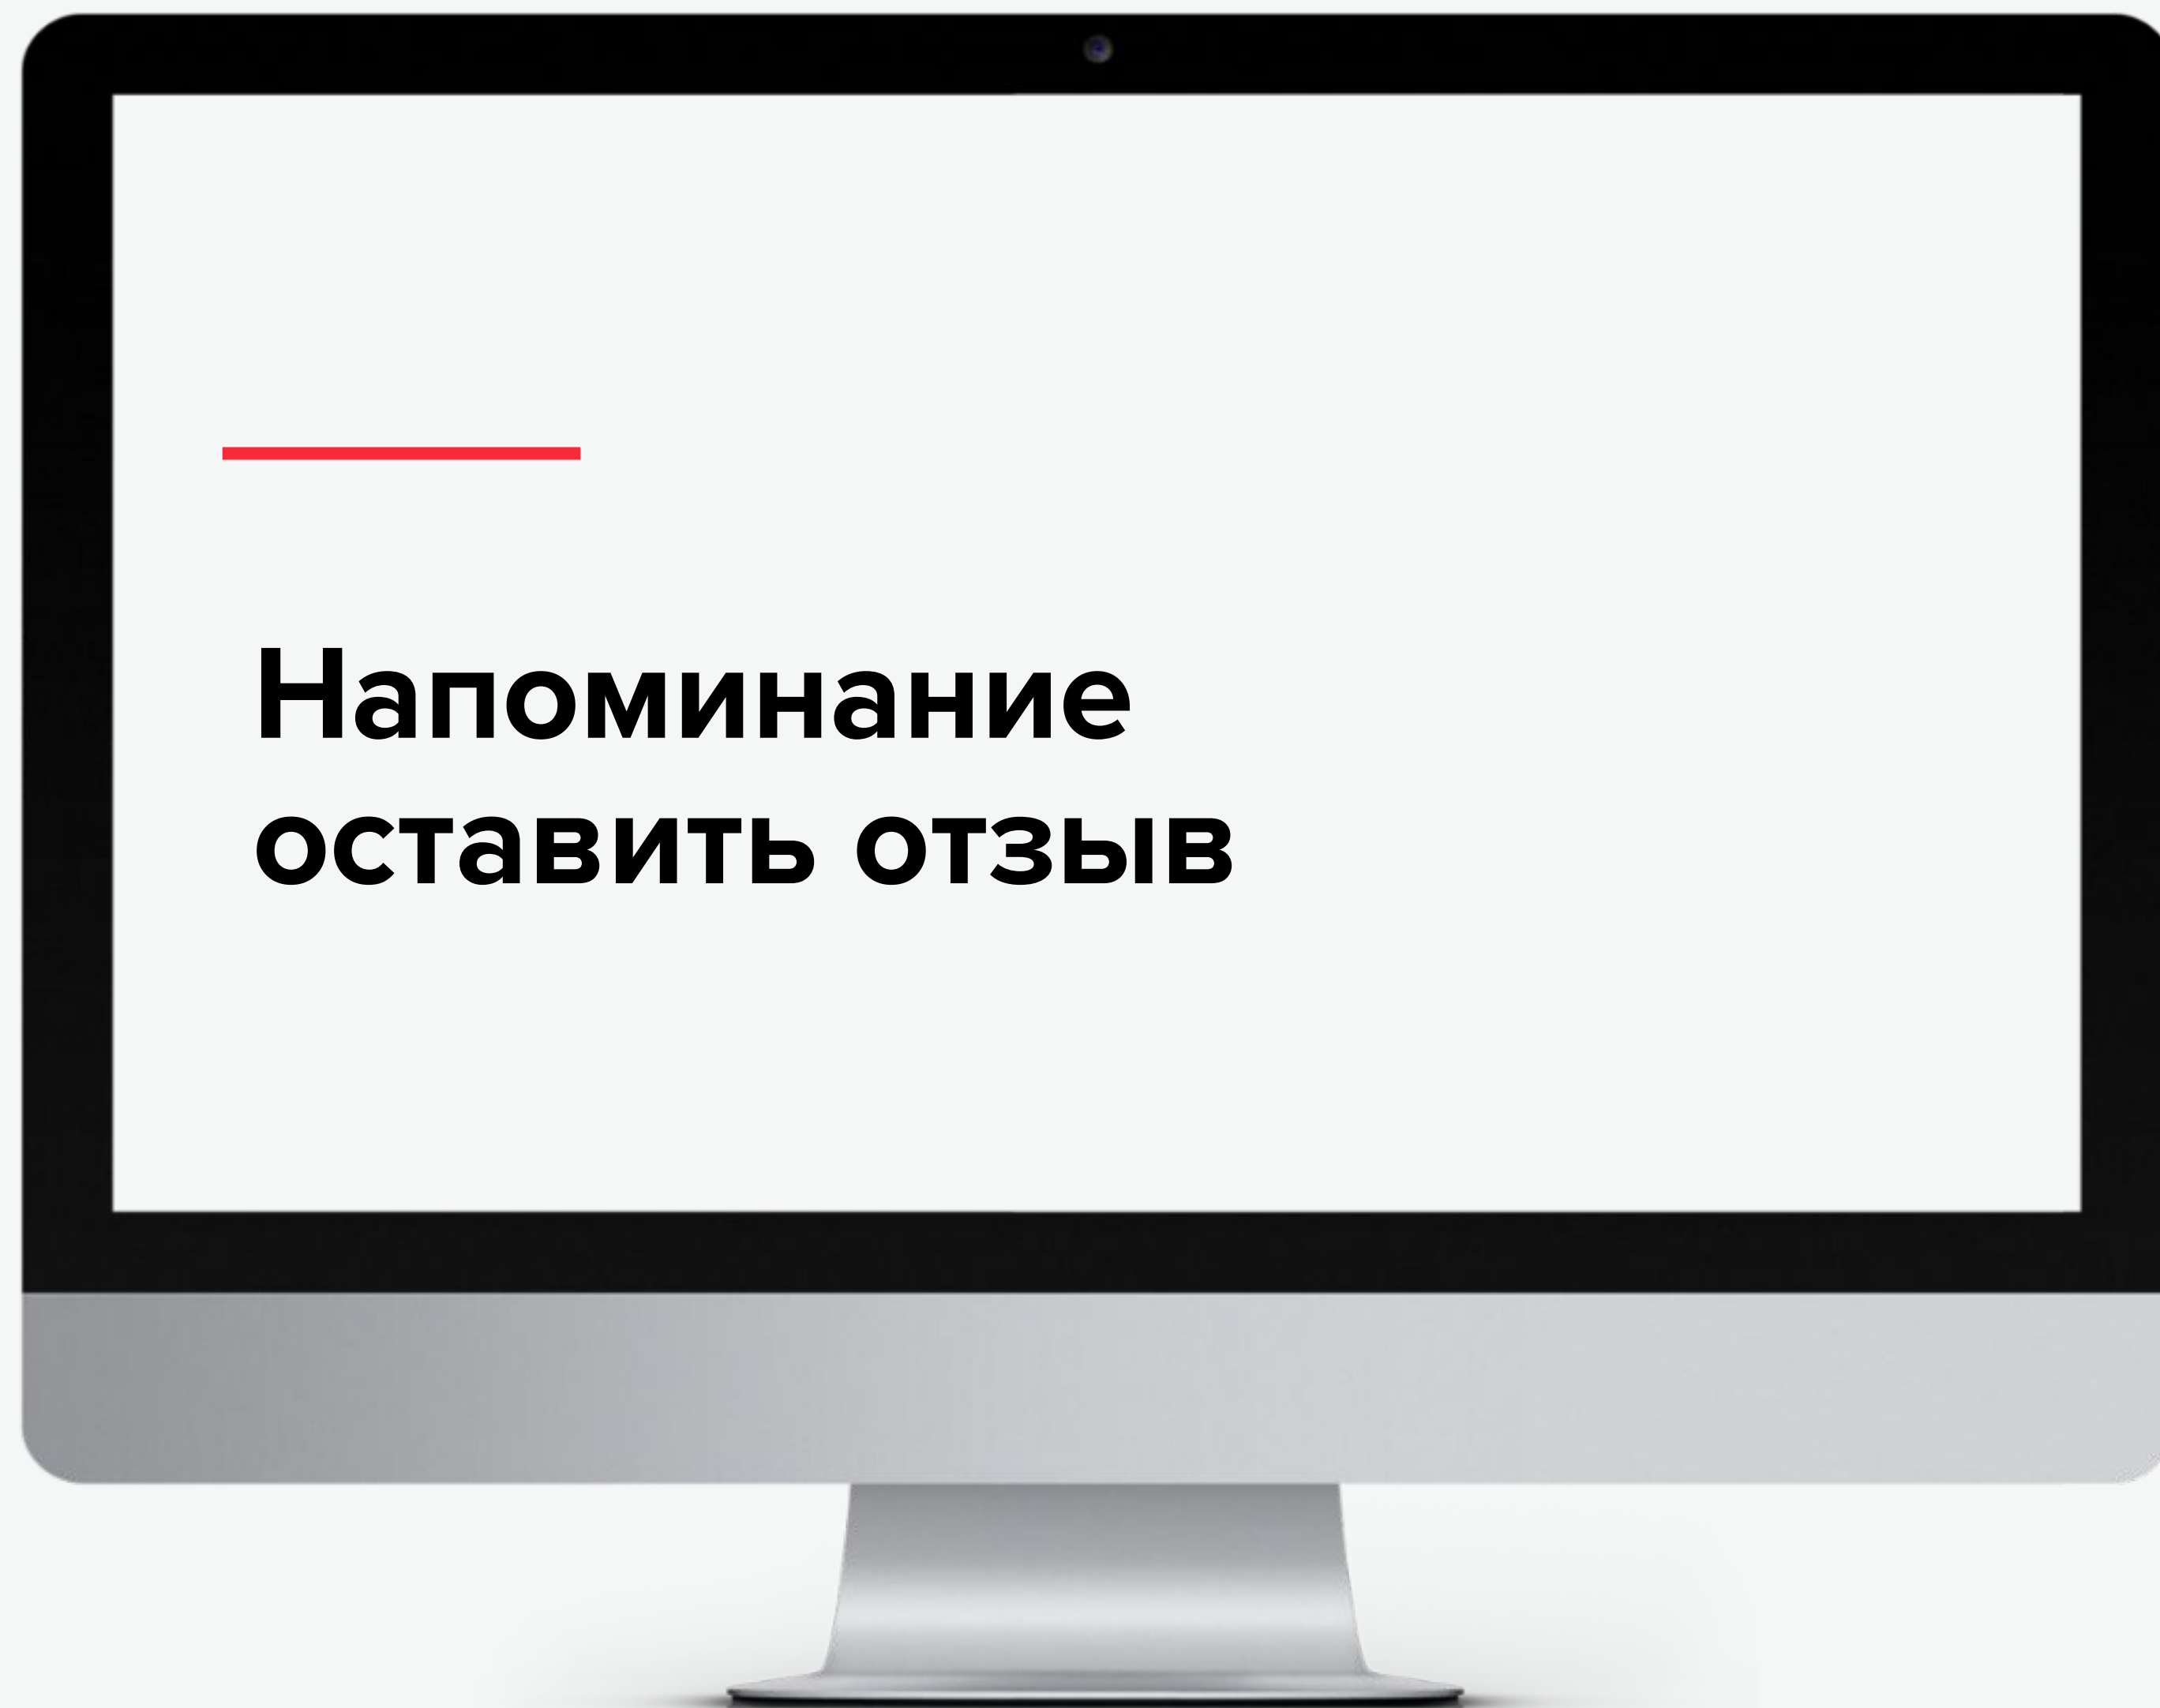 Напоминание
оставить отзыв